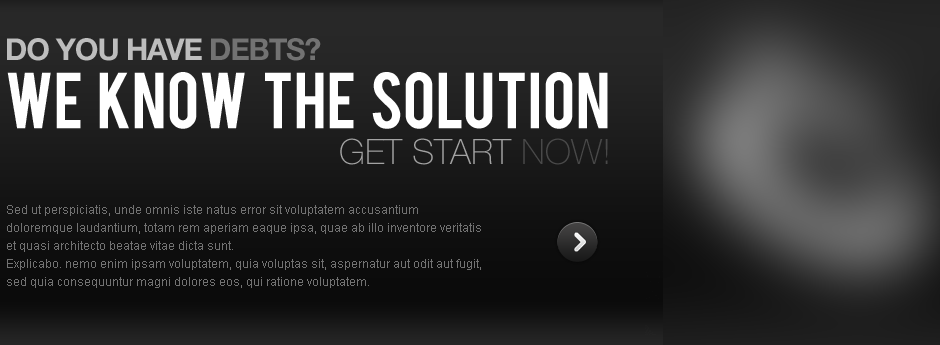 DO YOU HAVE DEBTS?
WE KNOW THE SOLUTION
GET START NOW!
Sed ut perspiciatis, unde omnis iste natus error sit voluptatem accusantium
doloremque laudantium, totam rem aperiam eaque ipsa, quae ab illo inventore veritatis
et quasi architecto beatae vitae dicta sunt.
Explicabo. nemo enim ipsam voluptatem, quia voluptas sit, aspernatur aut odit aut fugit,
sed quia consequuntur magni dolores eos, qui ratione voluptatem.